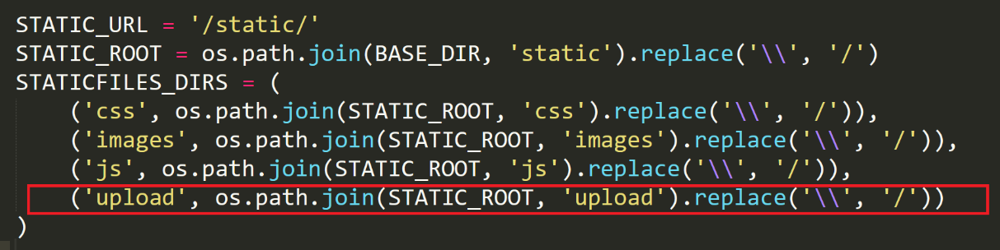 STATIC_URL = '/static/'
STATIC_ROOT = os.path.join(BASE_DIR, 'static').replace('\\', '/')
STATICFILES_DIRS = (
    ('css', os.path.join(STATIC_ROOT, 'css').replace('\\', '/')),
    ('images', os.path.join(STATIC_ROOT, 'images').replace('\\', '/')),
    ('js', os.path.join(STATIC_ROOT, 'js').replace('\\', '/')),
    ('upload', os.path.join(STATIC_ROOT, 'upload').replace('\\', '/'))
)